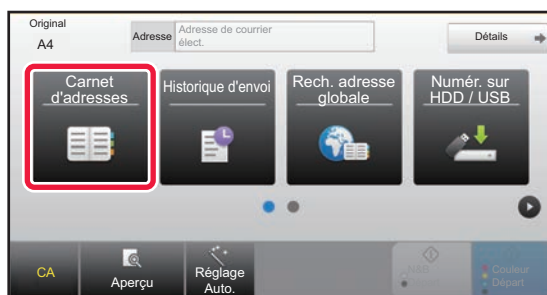 Original
A4
Adresse
Adresse de courrier
élect.
Détails
Carnet
d'adresses
Historique d'envoi
Rech. adresse
globale
Numér. sur
HDD / USB
CA
Aperçu
Réglage
Auto.
N&B
Départ
Couleur
Départ